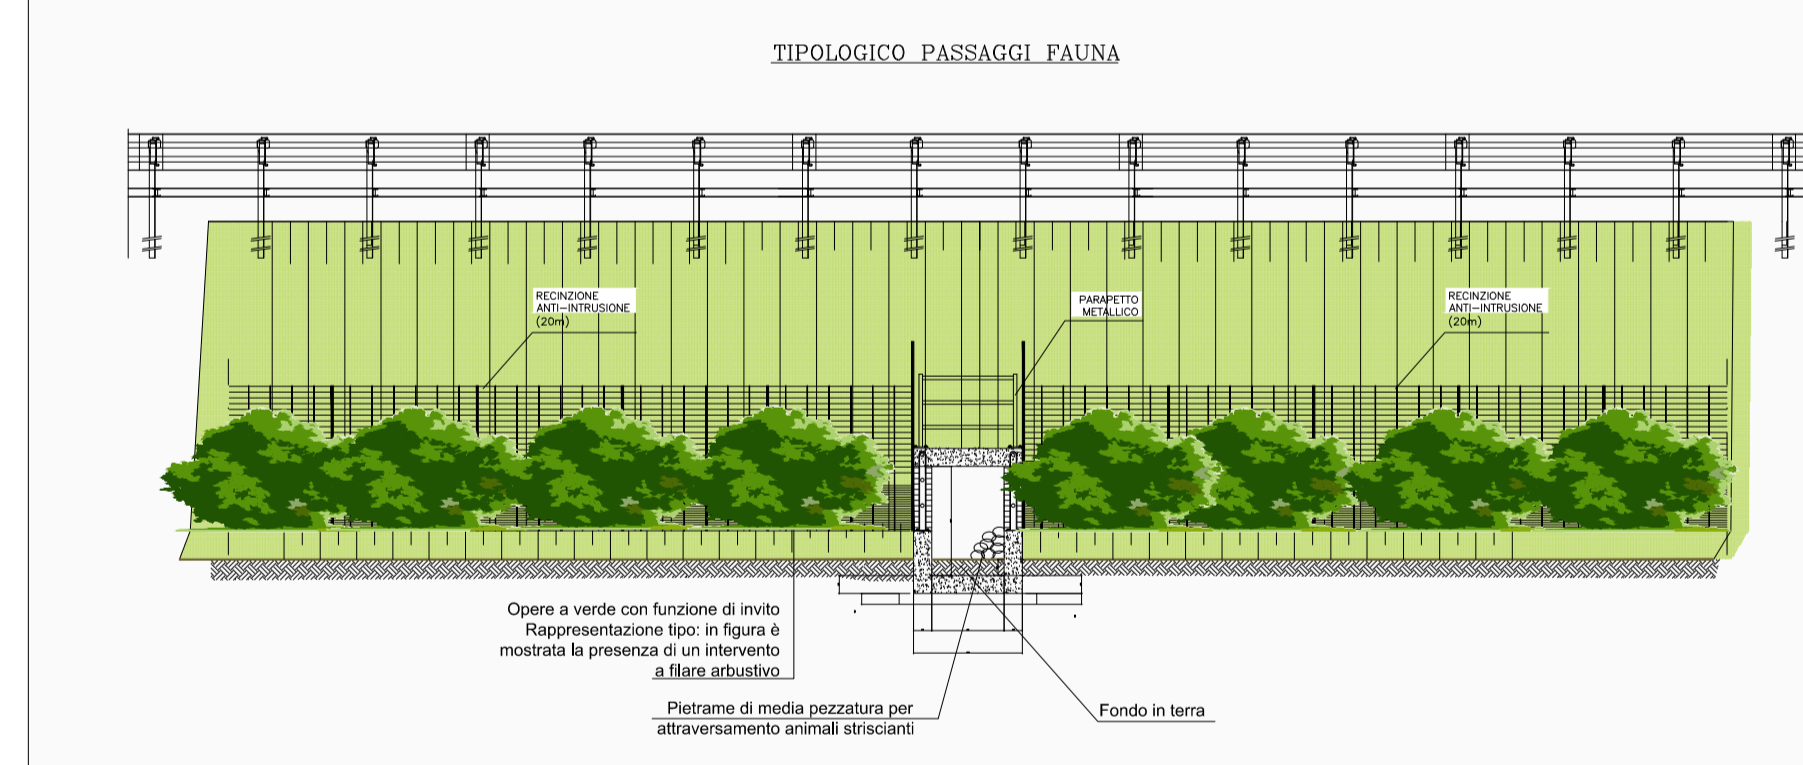 TIPOLOGICO PASSAGGI FAUNA
RECINZIONE
ANTI-INTRUSIONE
(20m)
PARAPETTO
METALLICO
RECINZIONE
ANTI-INTRUSIONE
(20m)
Opere a verde con funzione di invito
Rappresentazione tipo: in figura è
mostrata la presenza di un intervento
a filare arbustivo
Pietrame di media pezzatura per
attraversamento animali striscianti
Fondo in terra